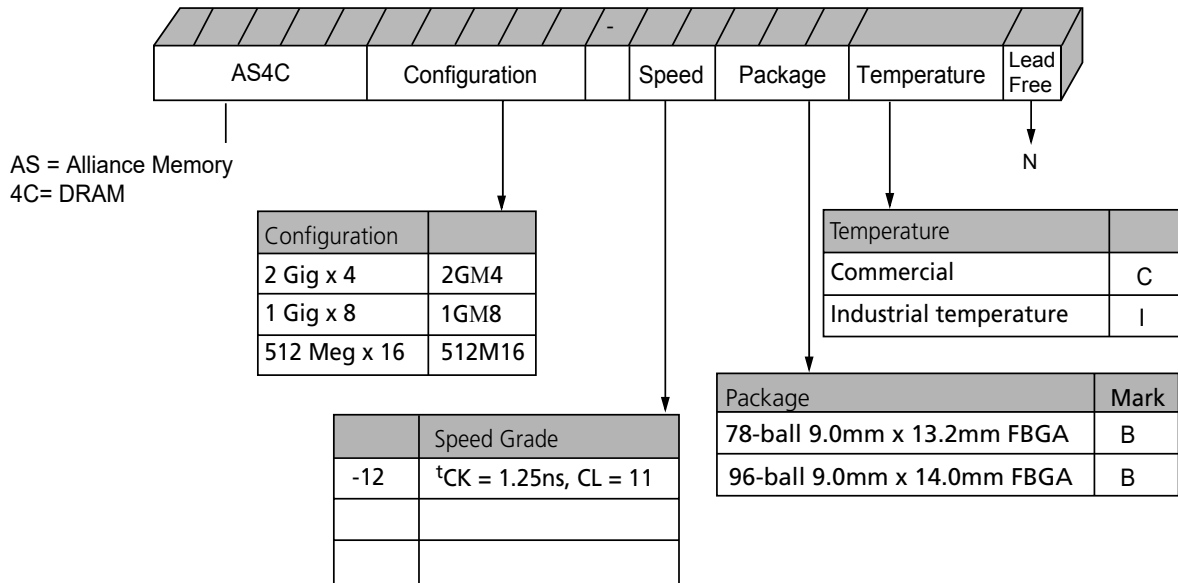 -
AS4C Configuration Speed Package Temperature Lead
Free
AS = Alliance Memory
4C= DRAM
N
Configuration
2 Gig x 4 2GM4
1 Gig x 8 1GM8
512 Meg x 16 512M16
Temperature
Commercial C
Industrial temperature I
Speed Grade
-12 tCK = 1.25ns, CL = 11
Package Mark
78-ball 9.0mm x 13.2mm FBGA B
96-ball 9.0mm x 14.0mm FBGA B